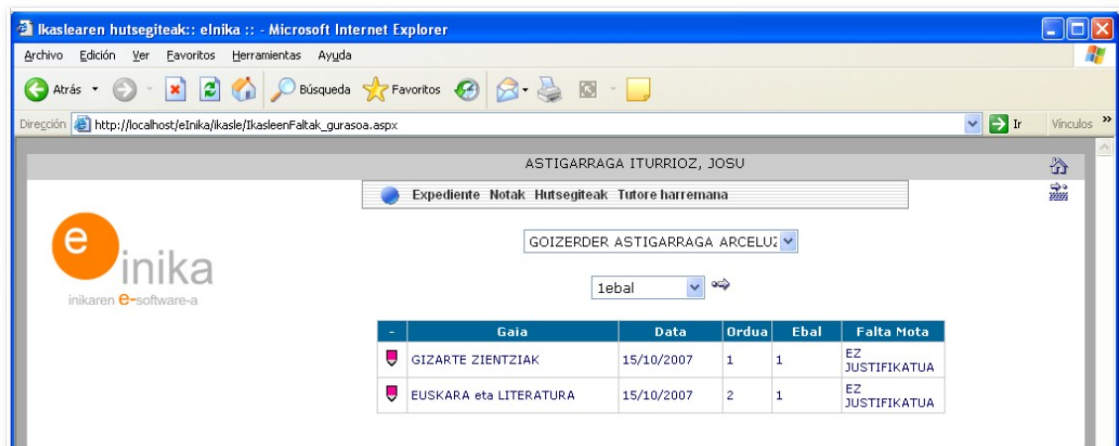 Ikaslearen hutsegiteak:: eInika :: - Microsoft Internet Explorer
Archivo Edición Ver Favoritos Herramientas Ayuda
Atrás Búsqueda Favoritos
Dirección http://localhost/eInika/ikasle/IkasleenFaltak_gurasoa.aspx Ir Vínculos »
ASTIGARRAGA ITURRIOZ, JOSU
Expediente Notak Hutsegiteak Tutore harremana
e inika
inikaren e-software-a
GOIZERDER ASTIGARRAGA ARCELUZ
1ebal
- Gaia Data Ordua Ebal Falta Mota
GIZARTE ZIENTZIAK 15/10/2007 1 1 EZ JUSTIFIKATUA
EUSKARA eta LITERATURA 15/10/2007 2 1 EZ JUSTIFIKATUA